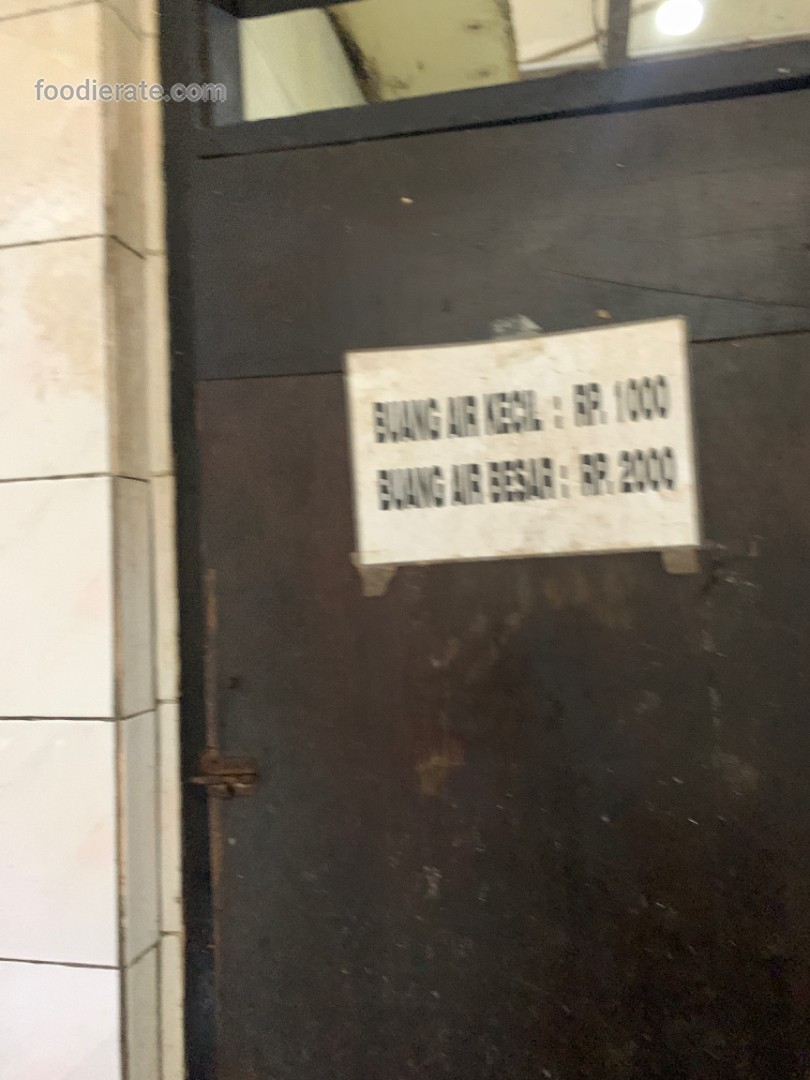 foodierate.com
BUANG AIR KECIL : RP. 1000
BUANG AIR BESAR : RP. 2000